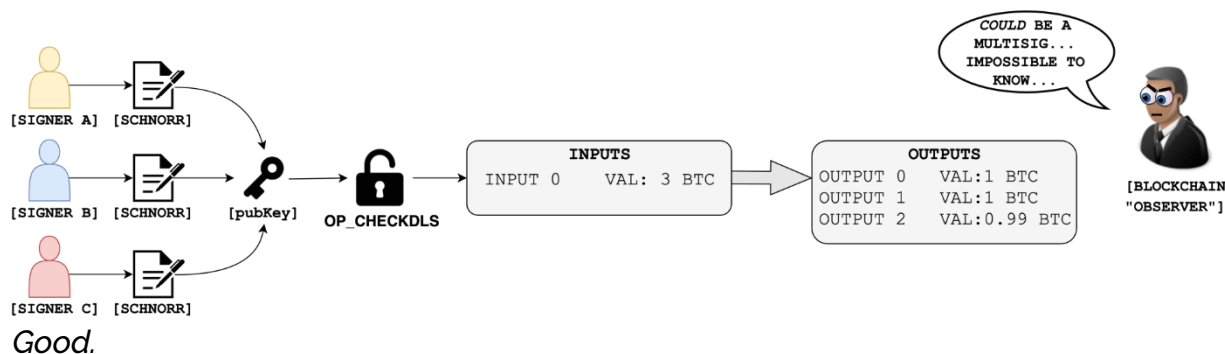 COULD BE A
MULTISIG...
IMPOSSIBLE TO
KNOW...
[SIGNER A] [SCHNORR]
[SIGNER B] [SCHNORR]
[SIGNER C] [SCHNORR]
[pubKey]
OP_CHECKDLS
INPUTS
INPUT 0 VAL: 3 BTC
OUTPUTS
OUTPUT 0 VAL:1 BTC
OUTPUT 1 VAL:1 BTC
OUTPUT 2 VAL:0.99 BTC
[BLOCKCHAIN
"OBSERVER"]
Good.